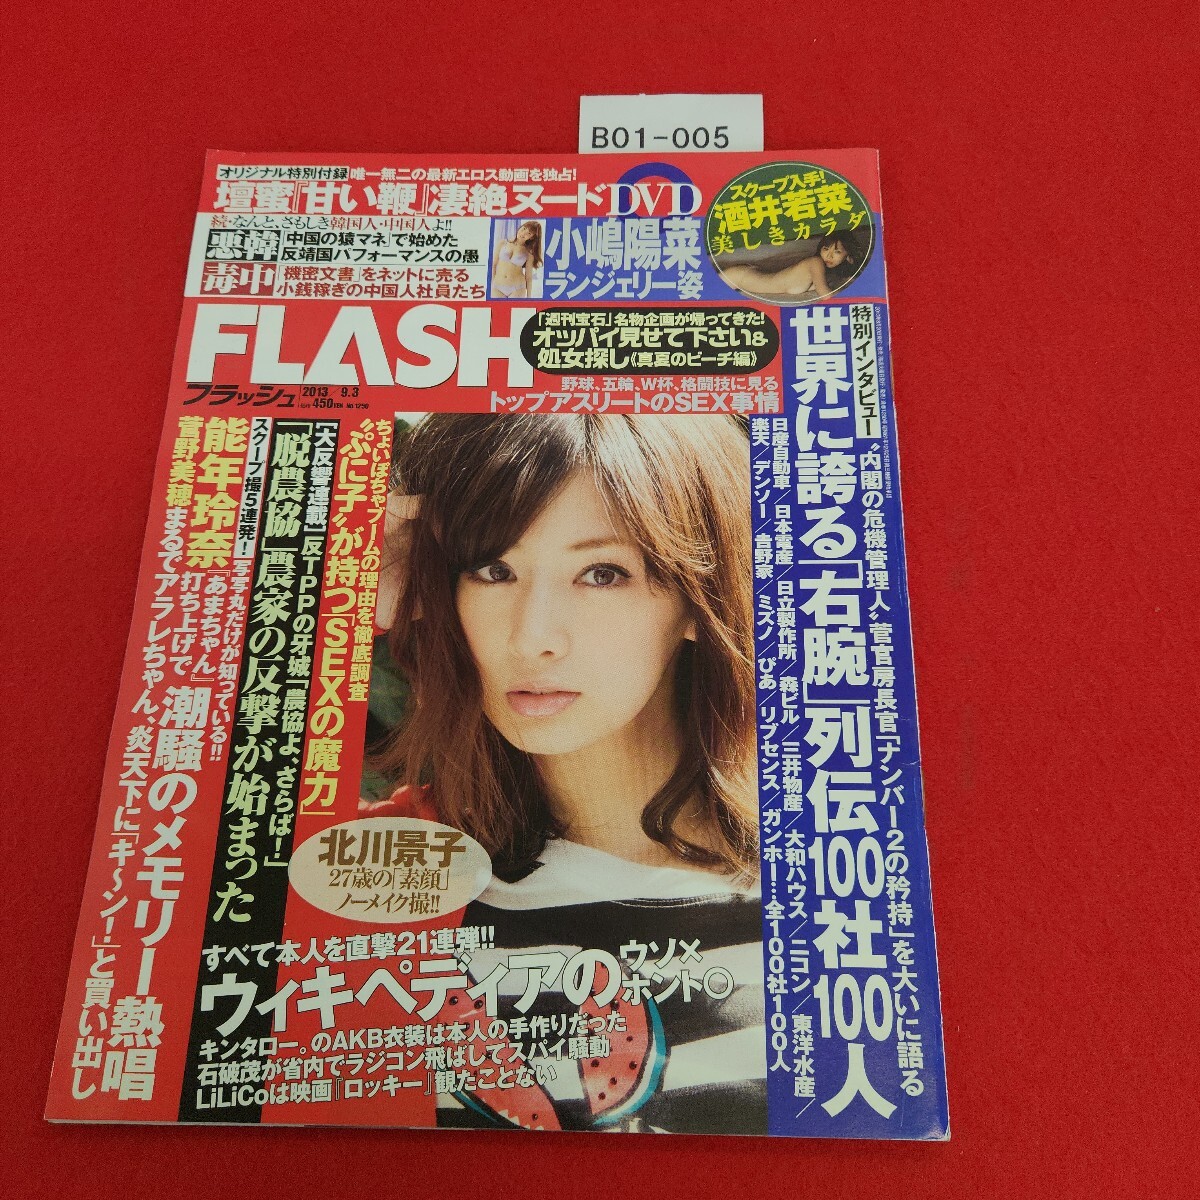 B01-005
オリジナル特別付録 唯一無二の最新エロス動画を独占!
壇蜜『甘い鞭』凄絶ヌードDVD
スクープ入手!
酒井若菜
美しきカラダ
続・なんと、さもしき韓国人・中国人よ!!
悪韓 「中国の猿マネ」で始めた
反靖国パフォーマンスの愚
毒中 「機密文書」をネットに売る
小銭稼ぎの中国人社員たち
小嶋陽菜
ランジェリー姿
FLASH
フラッシュ
2013/9.3
450YEN No.1250
「週刊宝石」名物企画が帰ってきた!
オッパイ見せて下さい&
処女探し《真夏のビーチ編》
野球、五輪、W杯、格闘技に見る
トップアスリートのSEX事情
特別インタビュー “内閣の危機管理人”菅官房長官「ナンバー2の矜持」を大いに語る
世界に誇る「右腕」列伝100社100人
日産自動車/日本電産/日立製作所/森ビル/三井物産/大和ハウス/ニコン/東洋水産/
楽天/デンソー/吉野家/ミズノ/ぴあ/リブセンス/ガンホー…全100社100人
ちょいぽちゃブームの理由を徹底調査
“ぷに子”が持つ「SEXの魔力」
[大反響連載]反TPPの牙城「農協よ、さらば!」
「脱農協」農家の反撃が始まった
スクープ撮5連発! 写写丸だけが知っている!!
能年玲奈『あまちゃん』打ち上げで潮騒のメモリー熱唱
菅野美穂まるでアラレちゃん、炎天下に「キ〜ン!」と買い出し
北川景子
27歳の「素顔」
ノーメイク撮!!
すべて本人を直撃21連弾!!
ウィキペディアのウソ×ホント○
キンタロー。のAKB衣装は本人の手作りだった
石破茂が省内でラジコン飛ばしてスパイ騒動
LiLiCoは映画『ロッキー』観たことない